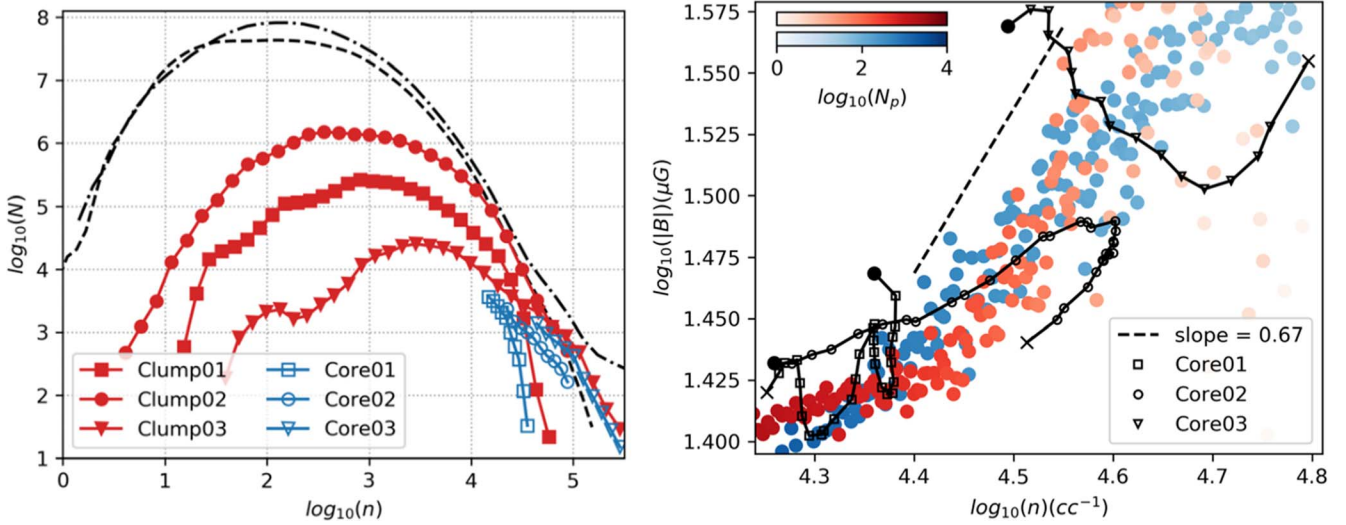 8
7
6
5
4
3
2
1
log₁₀(N)
Clump01
Clump02
Clump03
Core01
Core02
Core03
0 1 2 3 4 5
log₁₀(n)
1.575
1.550
1.525
1.500
1.475
1.450
1.425
1.400
log₁₀(|B|)(μG)
0 2 4
log₁₀(Nₚ)
slope = 0.67
Core01
Core02
Core03
4.3 4.4 4.5 4.6 4.7 4.8
log₁₀(n)(cc⁻¹)